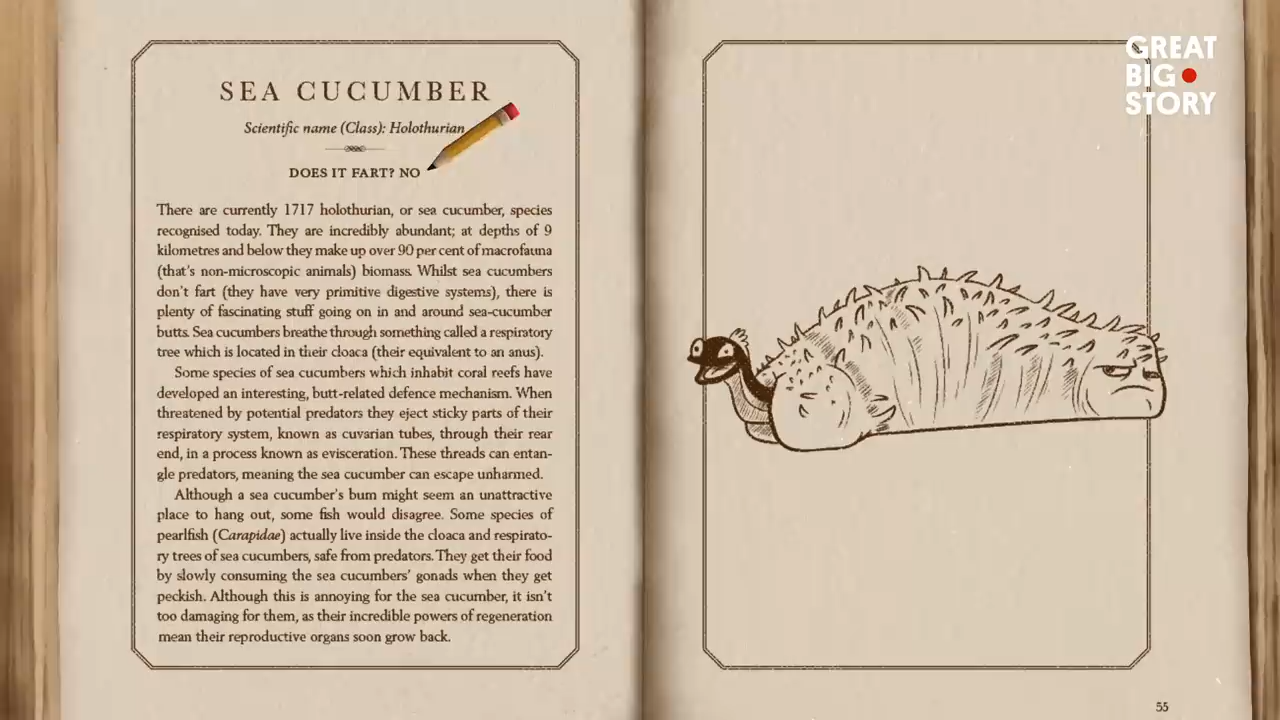 SEA CUCUMBER
Scientific name (Class): Holothurian
DOES IT FART? NO
There are currently 1717 holothurian, or sea cucumber, species
recognised today. They are incredibly abundant; at depths of 9
kilometres and below they make up over 90 per cent of macrofauna
(that's non-microscopic animals) biomass. Whilst sea cucumbers
don't fart (they have very primitive digestive systems), there is
plenty of fascinating stuff going on in and around sea-cucumber
butts. Sea cucumbers breathe through something called a respiratory
tree which is located in their cloaca (their equivalent to an anus).
Some species of sea cucumbers which inhabit coral reefs have
developed an interesting, butt-related defence mechanism. When
threatened by potential predators they eject sticky parts of their
respiratory system, known as cuvarian tubes, through their rear
end, in a process known as evisceration. These threads can entan-
gle predators, meaning the sea cucumber can escape unharmed.
Although a sea cucumber's bum might seem an unattractive
place to hang out, some fish would disagree. Some species of
pearlfish (Carapidae) actually live inside the cloaca and respirato-
ry trees of sea cucumbers, safe from predators. They get their food
by slowly consuming the sea cucumbers' gonads when they get
peckish. Although this is annoying for the sea cucumber, it isn't
too damaging for them, as their incredible powers of regeneration
mean their reproductive organs soon grow back.
GREAT
BIG
STORY
55